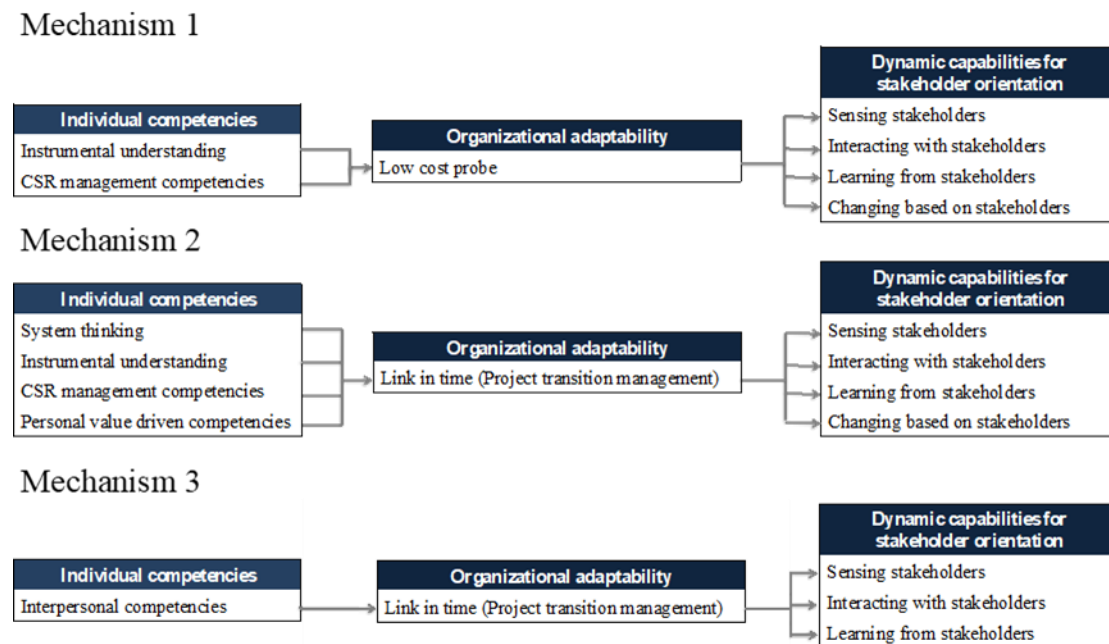 Mechanism 1
Individual competencies
Instrumental understanding
CSR management competencies
Organizational adaptability
Low cost probe
Dynamic capabilities for
stakeholder orientation
Sensing stakeholders
Interacting with stakeholders
Learning from stakeholders
Changing based on stakeholders
Mechanism 2
Individual competencies
System thinking
Instrumental understanding
CSR management competencies
Personal value driven competencies
Organizational adaptability
Link in time (Project transition management)
Dynamic capabilities for
stakeholder orientation
Sensing stakeholders
Interacting with stakeholders
Learning from stakeholders
Changing based on stakeholders
Mechanism 3
Individual competencies
Interpersonal competencies
Organizational adaptability
Link in time (Project transition management)
Dynamic capabilities for
stakeholder orientation
Sensing stakeholders
Interacting with stakeholders
Learning from stakeholders